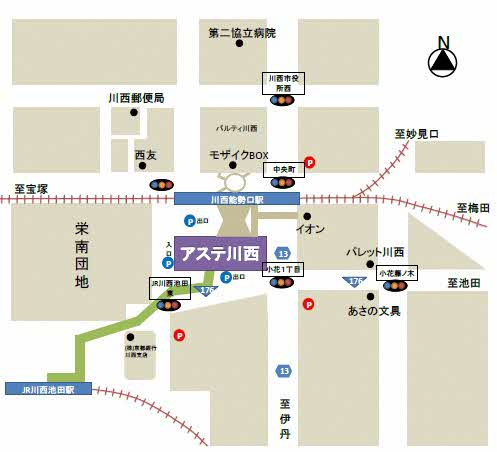 第二協立病院
N
川西市役
所西
川西郵便局
パルティ川西
至妙見口
西友
モザイクBOX
中央町
P
至宝塚
川西能勢口駅
至梅田
P 出口
イオン
栄南団地
入口
P
アステ川西
13
パレット川西
JR川西池田
東
P 出口
小花1丁目
小花藤ノ木
176
176
至池田
あさの文具
P
P
(株)京都銀行
川西支店
13
JR川西池田駅
至伊丹